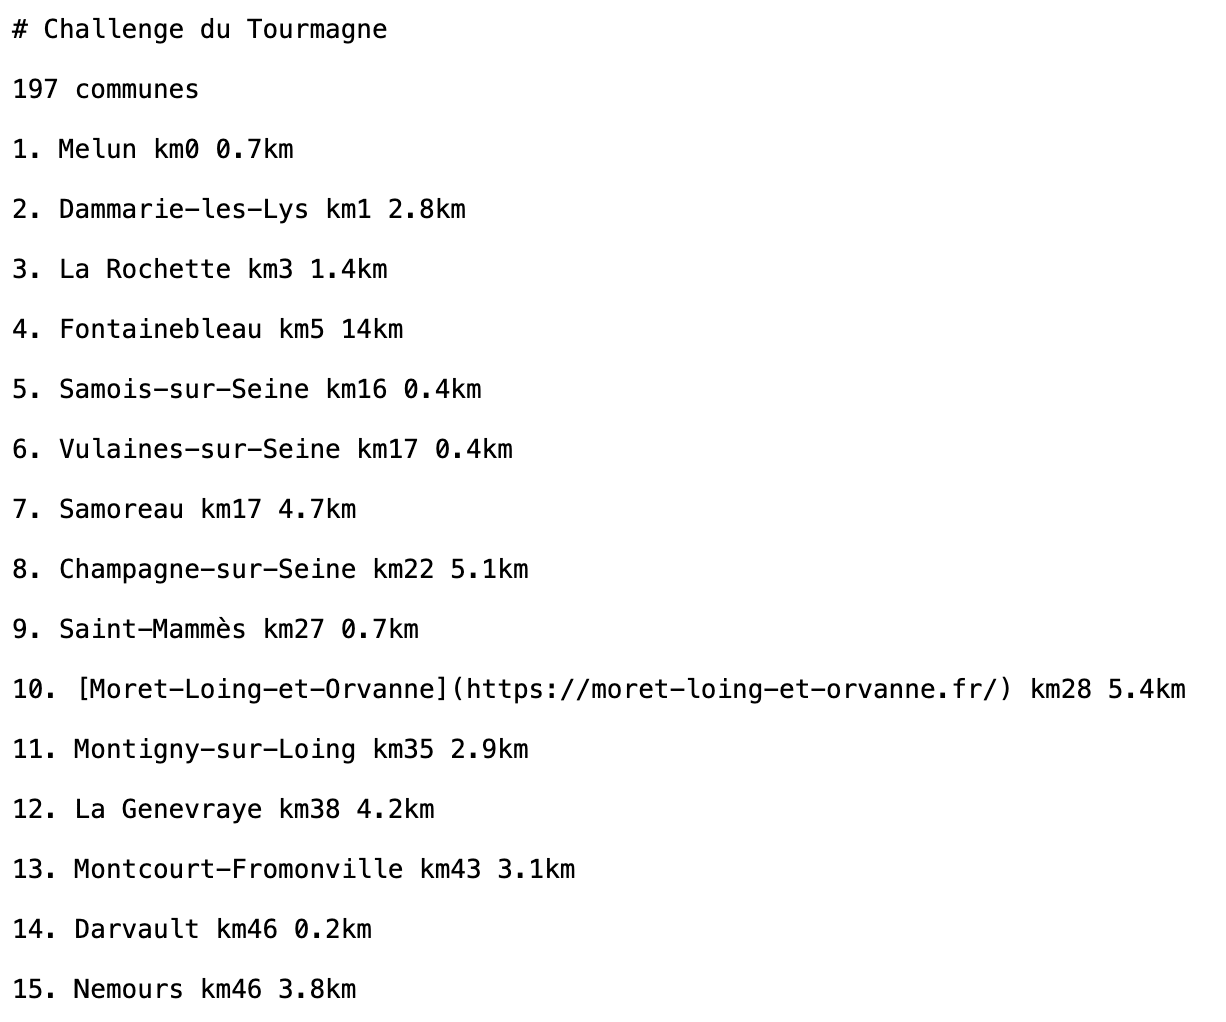 # Challenge du Tourmagne
197 communes
1. Melun km0 0.7km
2. Dammarie-les-Lys km1 2.8km
3. La Rochette km3 1.4km
4. Fontainebleau km5 14km
5. Samois-sur-Seine km16 0.4km
6. Vulaines-sur-Seine km17 0.4km
7. Samoreau km17 4.7km
8. Champagne-sur-Seine km22 5.1km
9. Saint-Mammès km27 0.7km
10. [Moret-Loing-et-Orvanne](https://moret-loing-et-orvanne.fr/) km28 5.4km
11. Montigny-sur-Loing km35 2.9km
12. La Genevraye km38 4.2km
13. Montcourt-Fromonville km43 3.1km
14. Darvault km46 0.2km
15. Nemours km46 3.8km